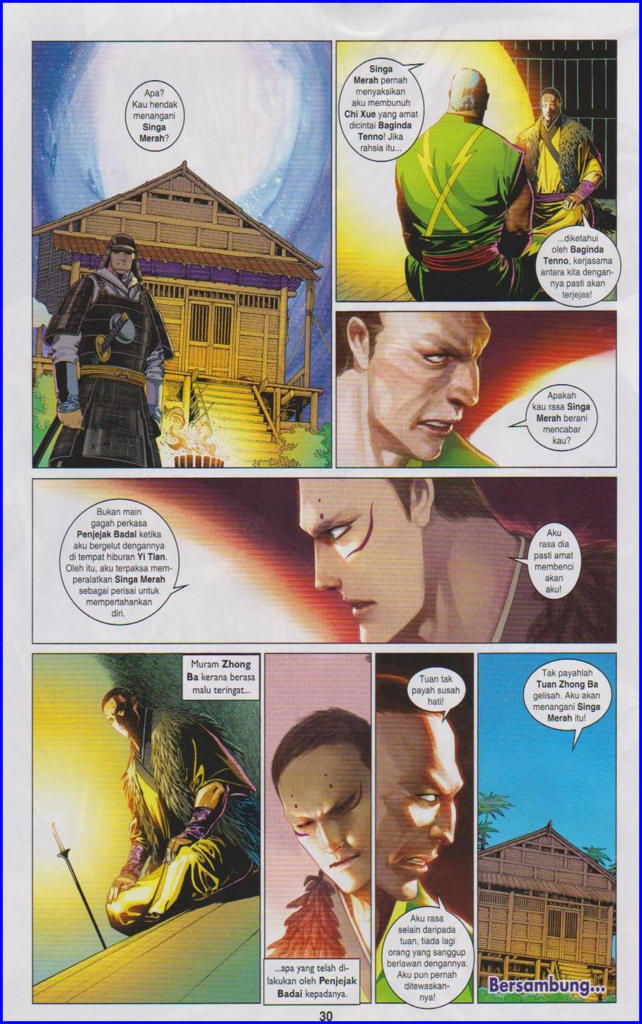 Apa?
Kau hendak
menangani
Singa
Merah?
Singa
Merah pernah
menyaksikan
aku membunuh
Chi Xue yang amat
dicintai Baginda
Tenno! Jika
rahsia itu...
...diketahui
oleh Baginda
Tenno, kerjasama
antara kita dengan-
nya pasti akan
terjejas!
Apakah
kau rasa Singa
Merah berani
mencabar
kau?
Bukan main
gagah perkasa
Penjejak Badai ketika
aku bergelut dengannya
di tempat hiburan Yi Tian.
Oleh itu, aku terpaksa mem-
peralatkan Singa Merah
sebagai perisai untuk
mempertahankan
diri.
Aku
rasa dia
pasti amat
membenci
akan
aku!
Muram Zhong
Ba kerana berasa
malu teringat...
...apa yang telah di-
lakukan oleh Penjejak
Badai kepadanya.
Tuan tak
payah susah
hati!
Aku rasa
selain daripada
tuan, tiada lagi
orang yang sanggup
berlawan dengannya.
Aku pun pernah
ditewaskan-
nya!
Tak payahlah
Tuan Zhong Ba
gelisah. Aku akan
menangani Singa
Merah itu!
Bersambung...
30